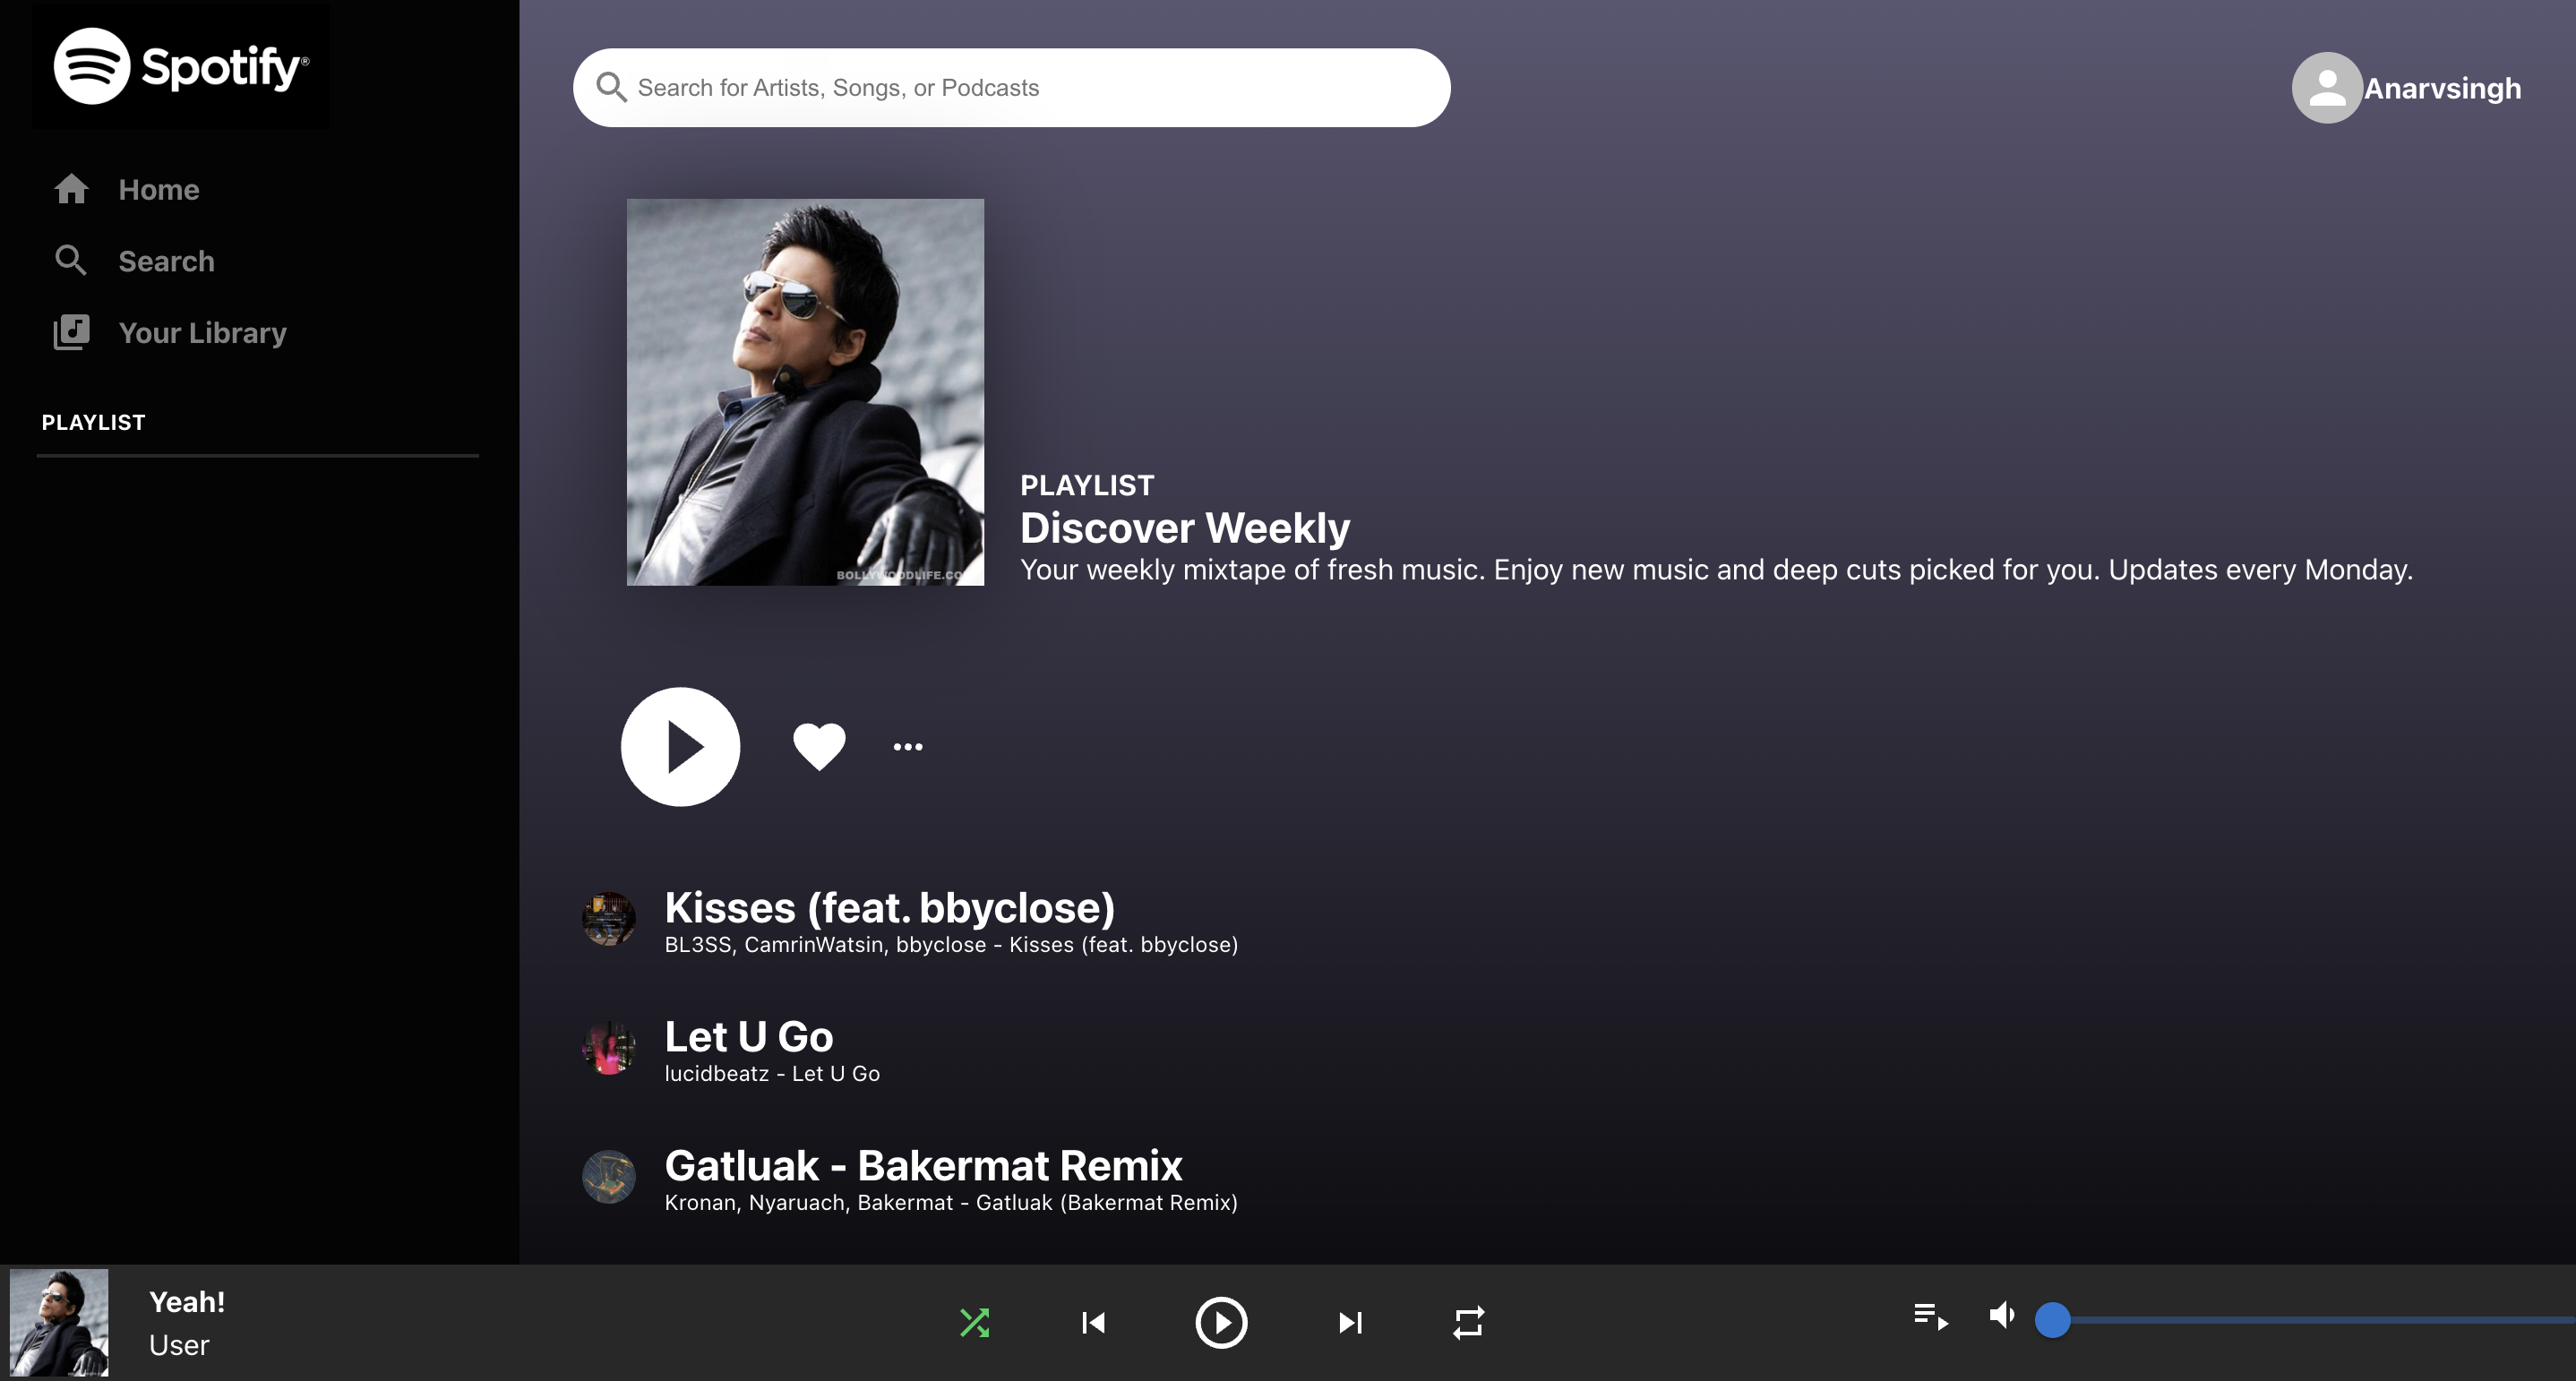 Spotify®
Search for Artists, Songs, or Podcasts
Anarvsingh
Home
Search
Your Library
PLAYLIST
PLAYLIST
Discover Weekly
Your weekly mixtape of fresh music. Enjoy new music and deep cuts picked for you. Updates every Monday.
BOLLYWOODLIFE.CO
Kisses (feat. bbyclose)
BL3SS, CamrinWatsin, bbyclose - Kisses (feat. bbyclose)
Let U Go
lucidbeatz - Let U Go
Gatluak - Bakermat Remix
Kronan, Nyaruach, Bakermat - Gatluak (Bakermat Remix)
Yeah!
User